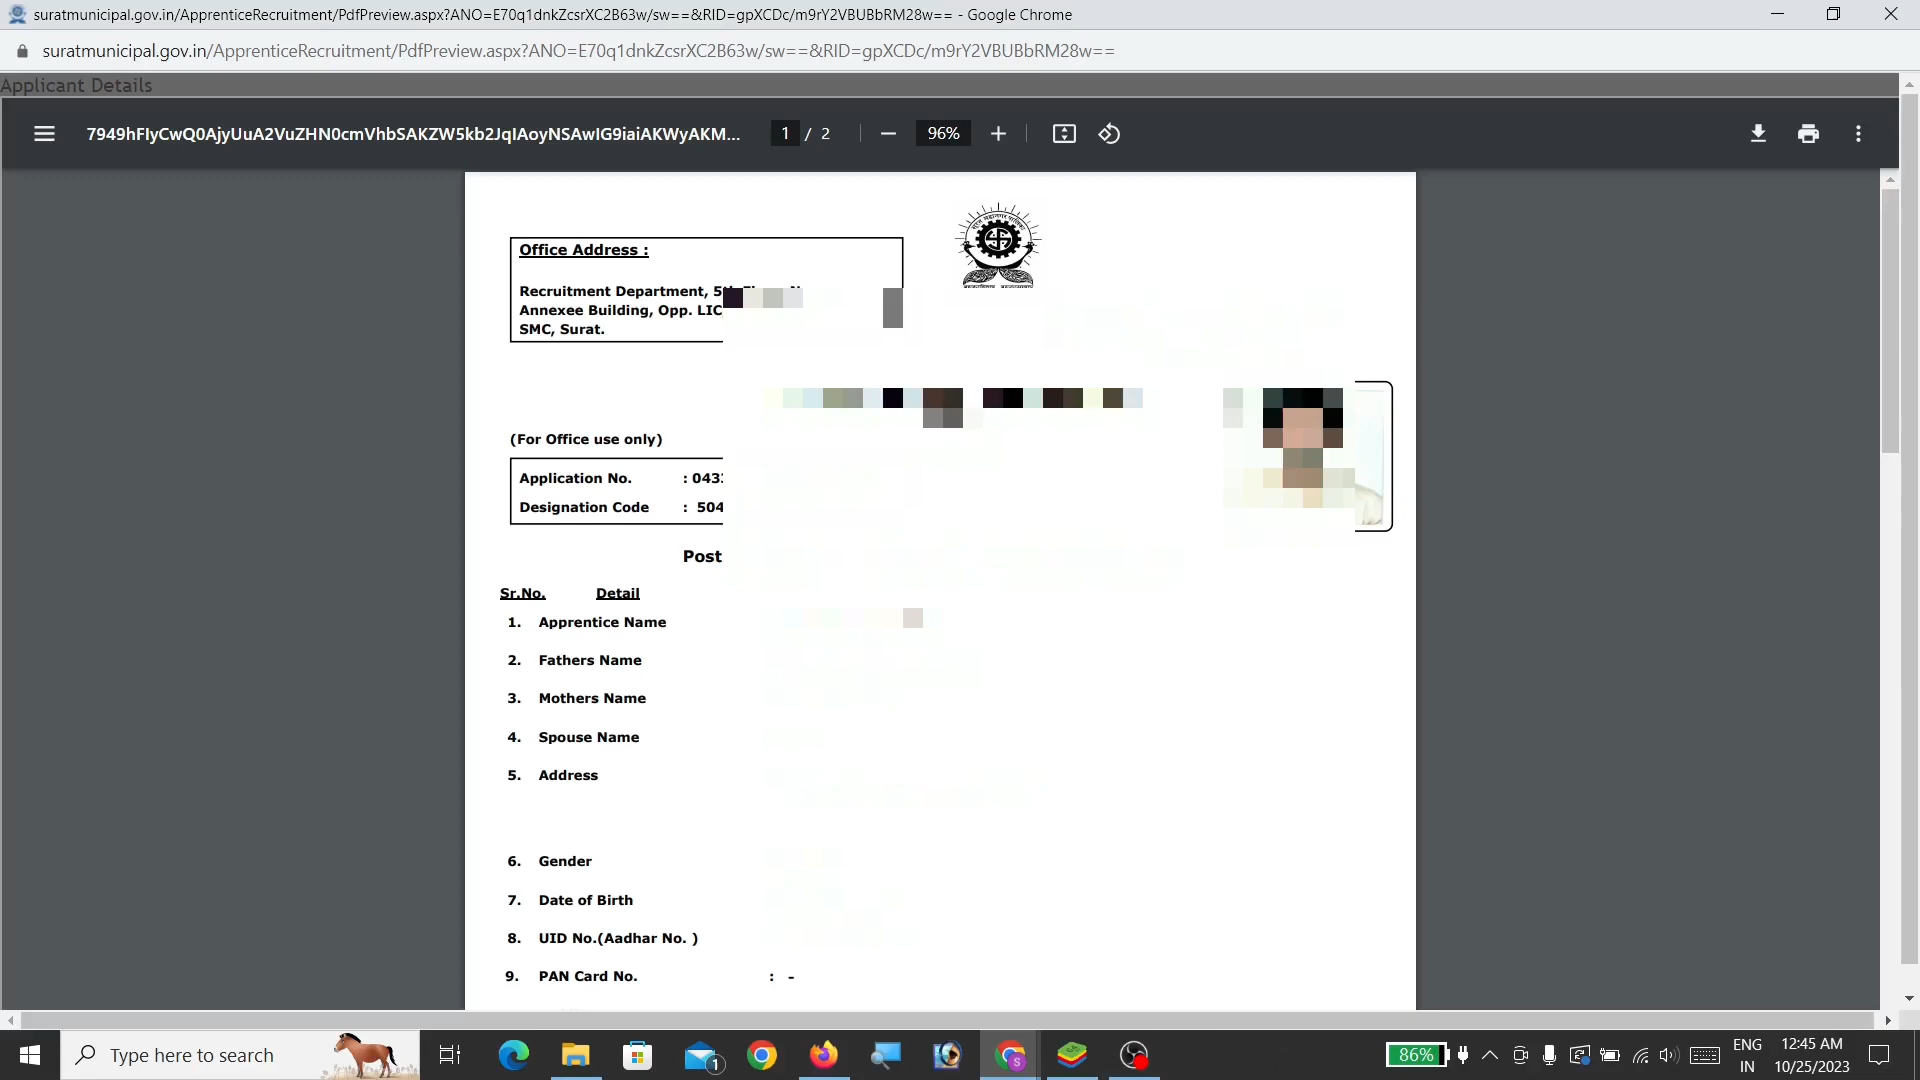 suratmunicipal.gov.in/ApprenticeRecruitment/PdfPreview.aspx?ANO=E70q1dnkZcsrXC2B63w/sw==&RID=gpXCDc/m9rY2VBUBbRM28w== - Google Chrome
suratmunicipal.gov.in/ApprenticeRecruitment/PdfPreview.aspx?ANO=E70q1dnkZcsrXC2B63w/sw==&RID=gpXCDc/m9rY2VBUBbRM28w==
Applicant Details
1 / 2
96%
Office Address :
Recruitment Department,
Annexee Building, Opp. LIC
SMC, Surat.
(For Office use only)
Application No. :
Designation Code : 504
Post
Sr.No. Detail
1. Apprentice Name
2. Fathers Name
3. Mothers Name
4. Spouse Name
5. Address
6. Gender
7. Date of Birth
8. UID No.(Aadhar No. )
9. PAN Card No. : -
Type here to search
1
S
86%
ENG
IN
12:45 AM
10/25/2023